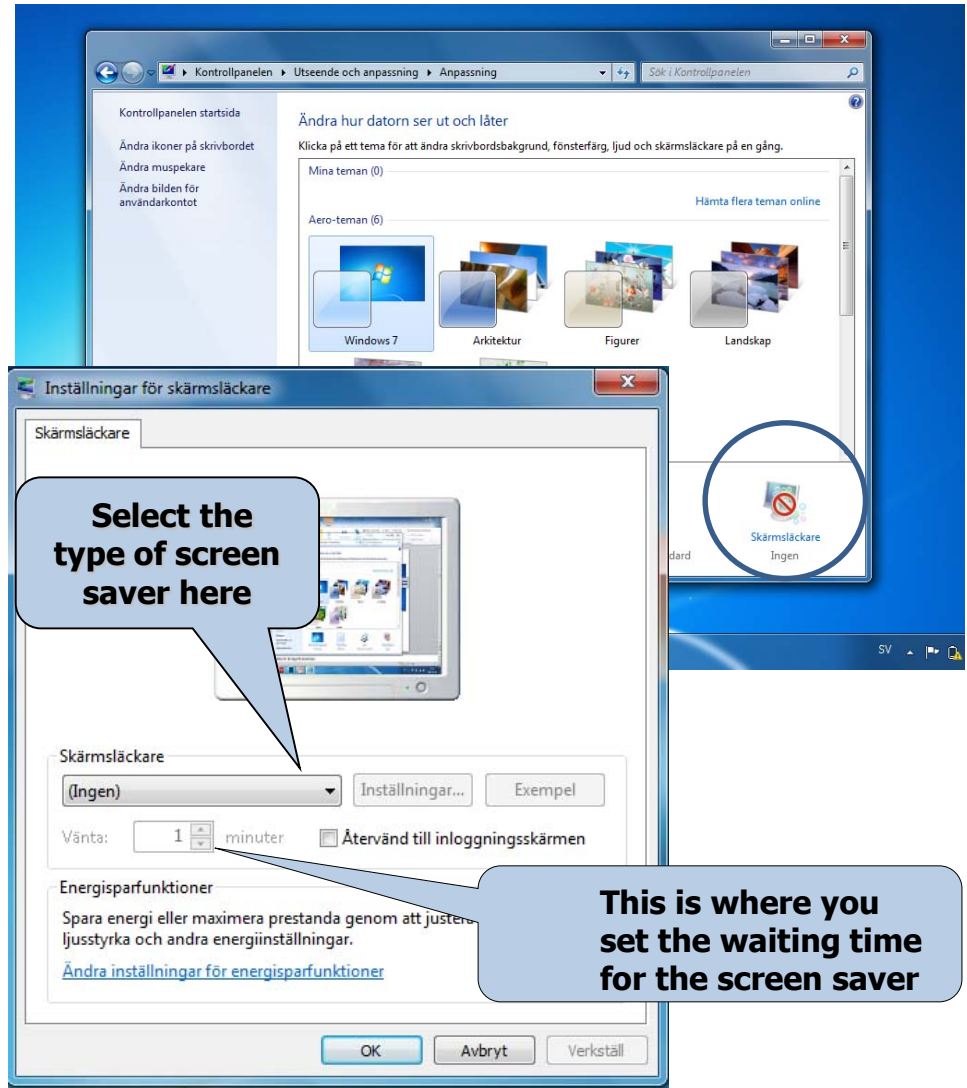 Kontrollpanelen ▸ Utseende och anpassning ▸ Anpassning
Sök i Kontrollpanelen
Kontrollpanelen startsida
Ändra ikoner på skrivbordet
Ändra muspekare
Ändra bilden för
användarkontot
Ändra hur datorn ser ut och låter
Klicka på ett tema för att ändra skrivbordsbakgrund, fönsterfärg, ljud och skärmsläckare på en gång.
Mina teman (0)
Hämta flera teman online
Aero-teman (6)
Windows 7
Arkitektur
Figurer
Landskap
Skärmsläckare
dard
Ingen
SV
Inställningar för skärmsläckare
Skärmsläckare
Select the
type of screen
saver here
Skärmsläckare
(Ingen)
Inställningar...
Exempel
Vänta:
1
minuter
Återvänd till inloggningsskärmen
Energisparfunktioner
Spara energi eller maximera prestanda genom att justera
ljusstyrka och andra energiinställningar.
Ändra inställningar för energisparfunktioner
This is where you
set the waiting time
for the screen saver
OK
Avbryt
Verkställ